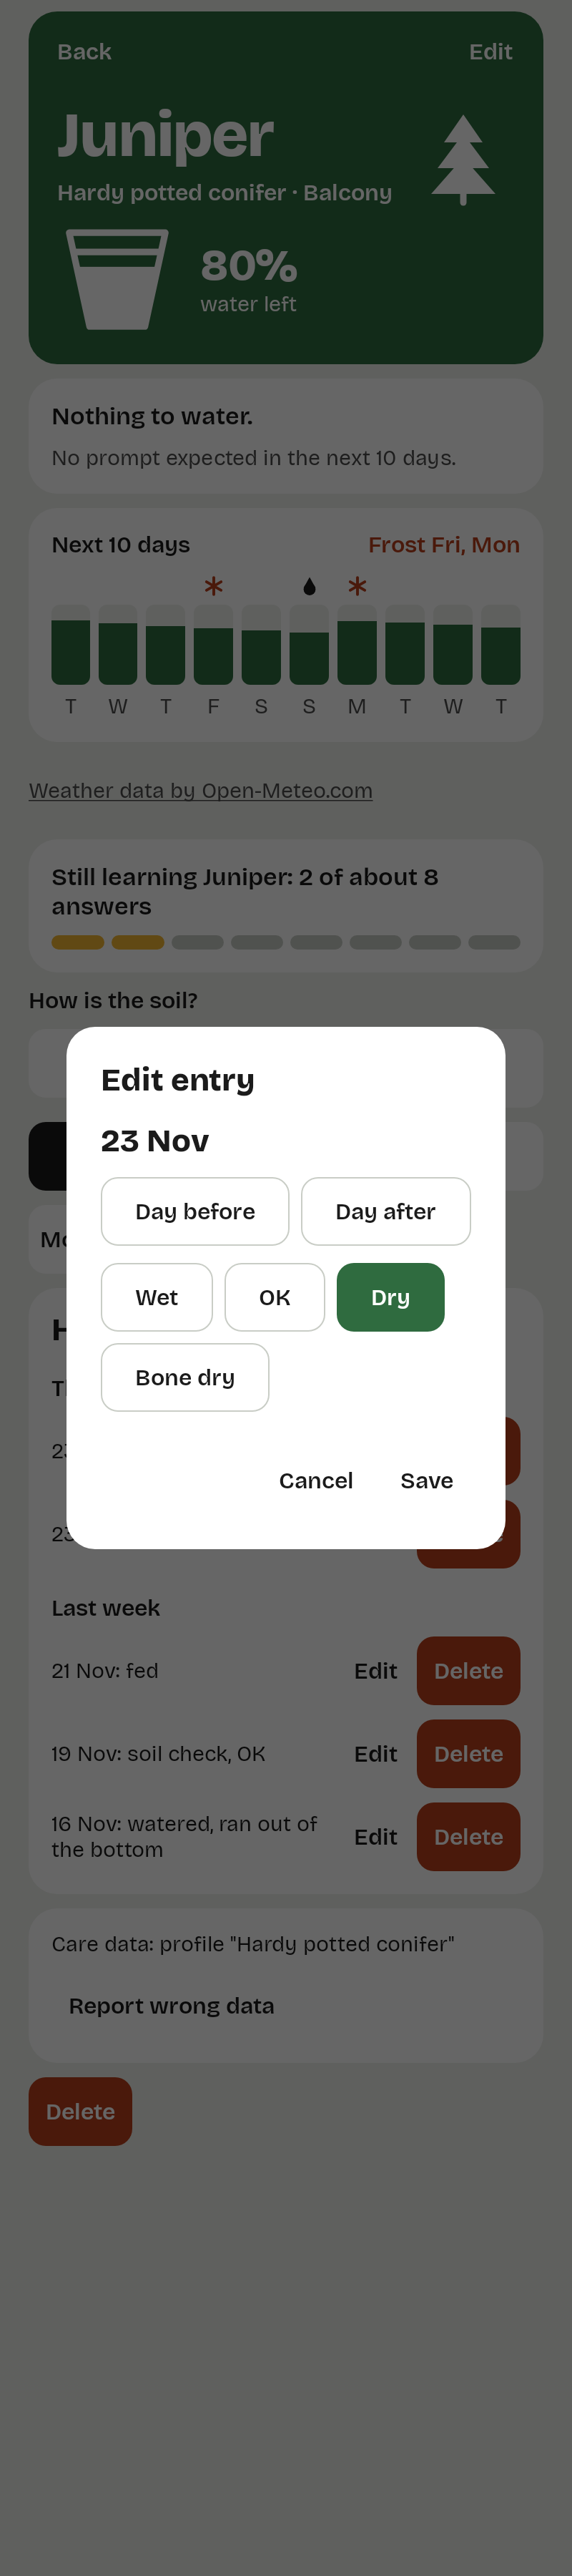 Back
Edit
Juniper
Hardy potted conifer · Balcony
80%
water left
Nothing to water.
No prompt expected in the next 10 days.
Next 10 days
Frost Fri, Mon
T W T F S S M T W T
Weather data by Open-Meteo.com
Still learning Juniper: 2 of about 8
answers
How is the soil?
Edit entry
23 Nov
Day before
Day after
Wet
OK
Dry
Bone dry
Cancel
Save
Last week
21 Nov: fed
Edit
Delete
19 Nov: soil check, OK
Edit
Delete
16 Nov: watered, ran out of
the bottom
Edit
Delete
Care data: profile "Hardy potted conifer"
Report wrong data
Delete